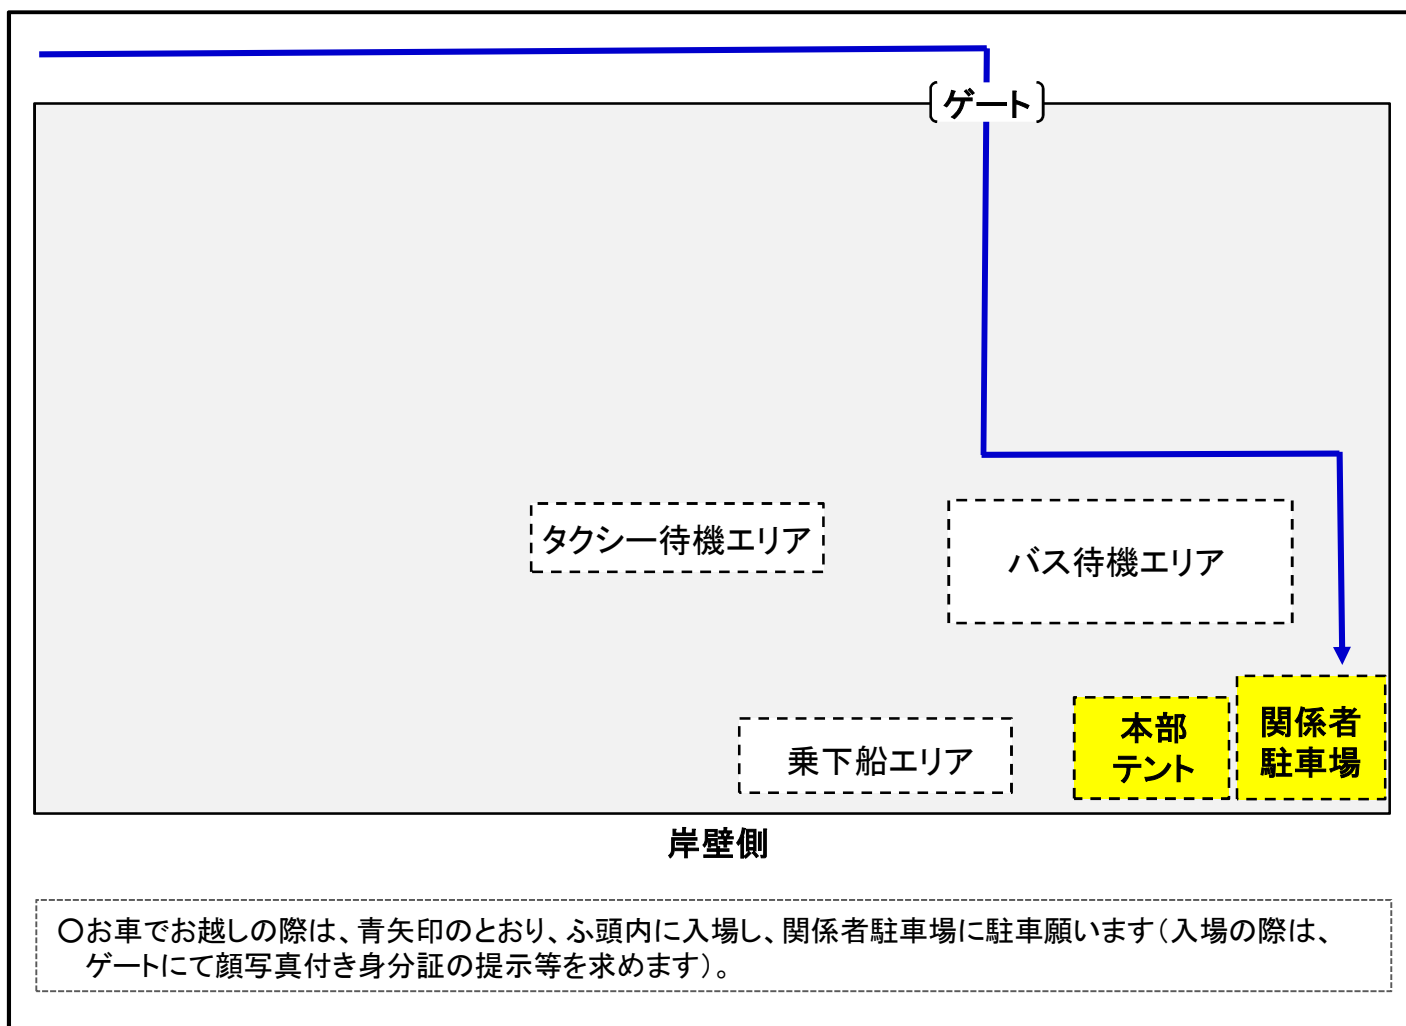 ゲート
タクシー待機エリア
バス待機エリア
乗下船エリア
本部
テント
関係者
駐車場
岸壁側
○お車でお越しの際は、青矢印のとおり、ふ頭内に入場し、関係者駐車場に駐車願います（入場の際は、
ゲートにて顔写真付き身分証の提示等を求めます）。